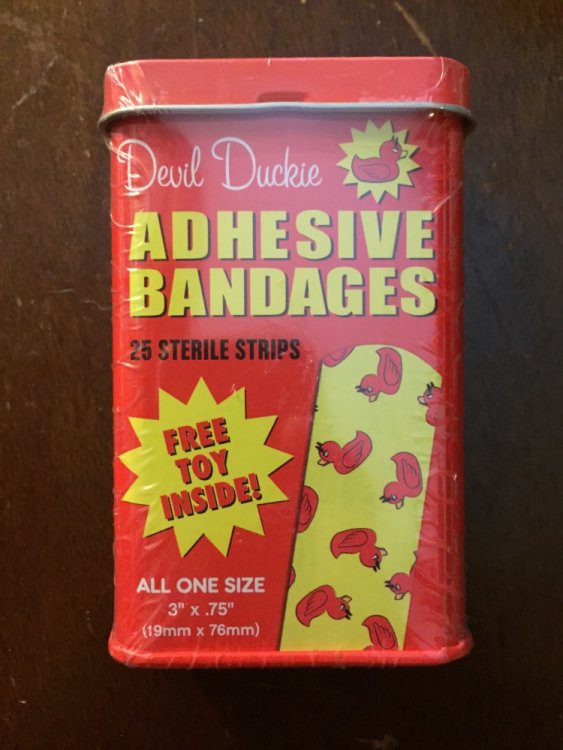 Devil Duckie
ADHESIVE
BANDAGES
25 STERILE STRIPS
FREE
TOY
INSIDE!
ALL ONE SIZE
3" x .75"
(19mm x 76mm)